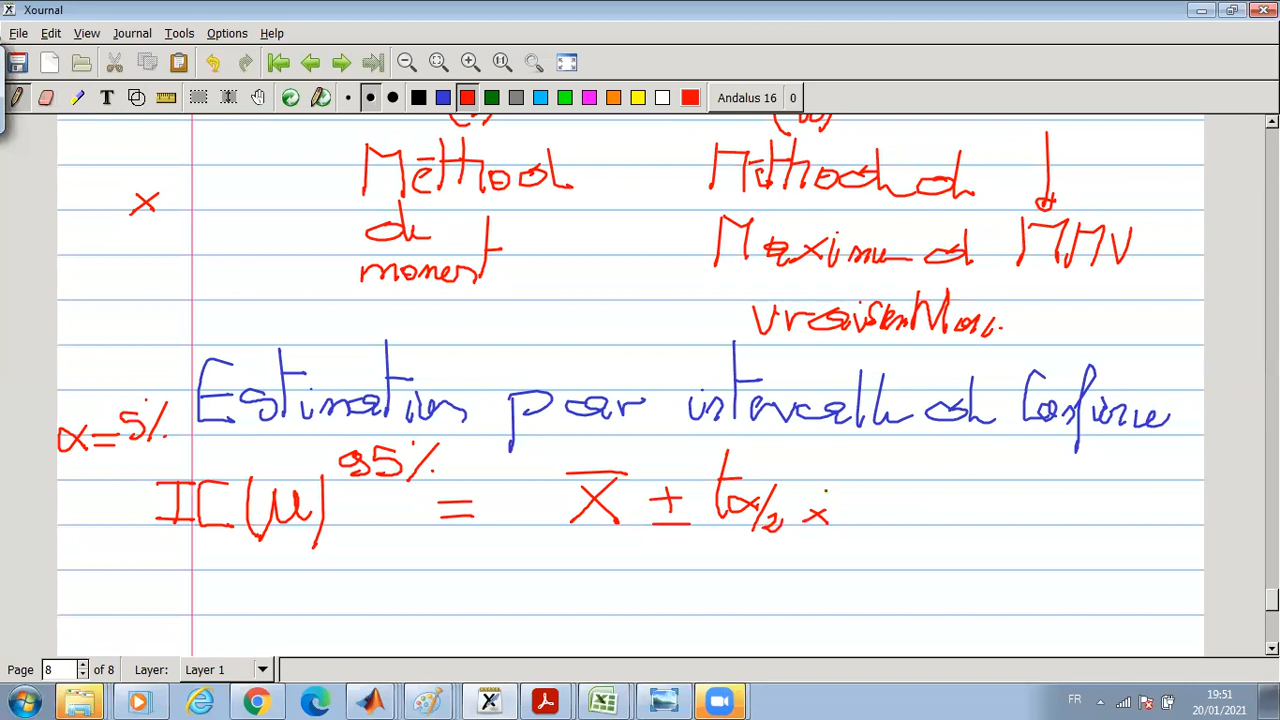 Xournal
File Edit View Journal Tools Options Help
Andalus 16 0
x
Méthod
de
moment
Méthode de
Maximum de MMV
vraisemblance
Estimation par intervalle de Confiance
α=5%
IC(μ)95% = X̄ ± tα/2 ×
Page 8 of 8 Layer: Layer 1
FR 19:51
20/01/2021